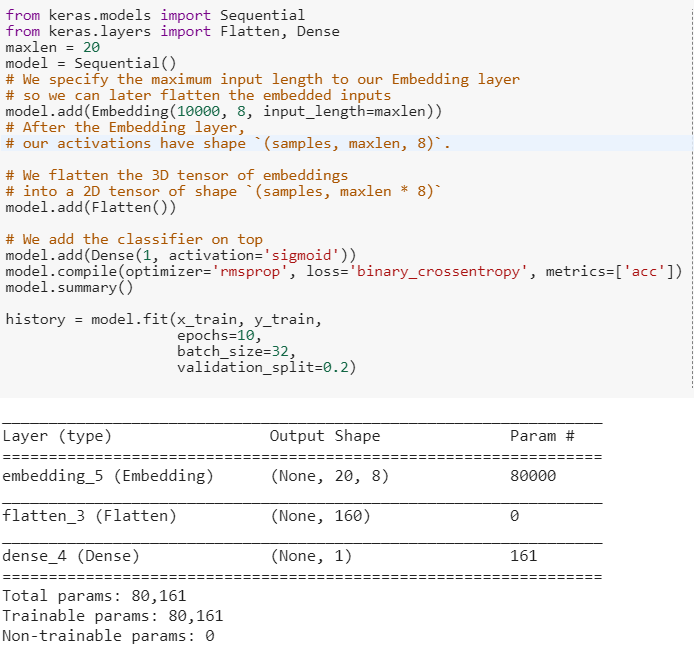 from keras.models import Sequential
from keras.layers import Flatten, Dense
maxlen = 20
model = Sequential()
# We specify the maximum input length to our Embedding layer
# so we can later flatten the embedded inputs
model.add(Embedding(10000, 8, input_length=maxlen))
# After the Embedding layer,
# our activations have shape `(samples, maxlen, 8)`.
# We flatten the 3D tensor of embeddings
# into a 2D tensor of shape `(samples, maxlen * 8)`
model.add(Flatten())
# We add the classifier on top
model.add(Dense(1, activation='sigmoid'))
model.compile(optimizer='rmsprop', loss='binary_crossentropy', metrics=['acc'])
model.summary()
history = model.fit(x_train, y_train,
epochs=10,
batch_size=32,
validation_split=0.2)
Layer (type) Output Shape Param #
embedding_5 (Embedding) (None, 20, 8) 80000
flatten_3 (Flatten) (None, 160) 0
dense_4 (Dense) (None, 1) 161
Total params: 80,161
Trainable params: 80,161
Non-trainable params: 0